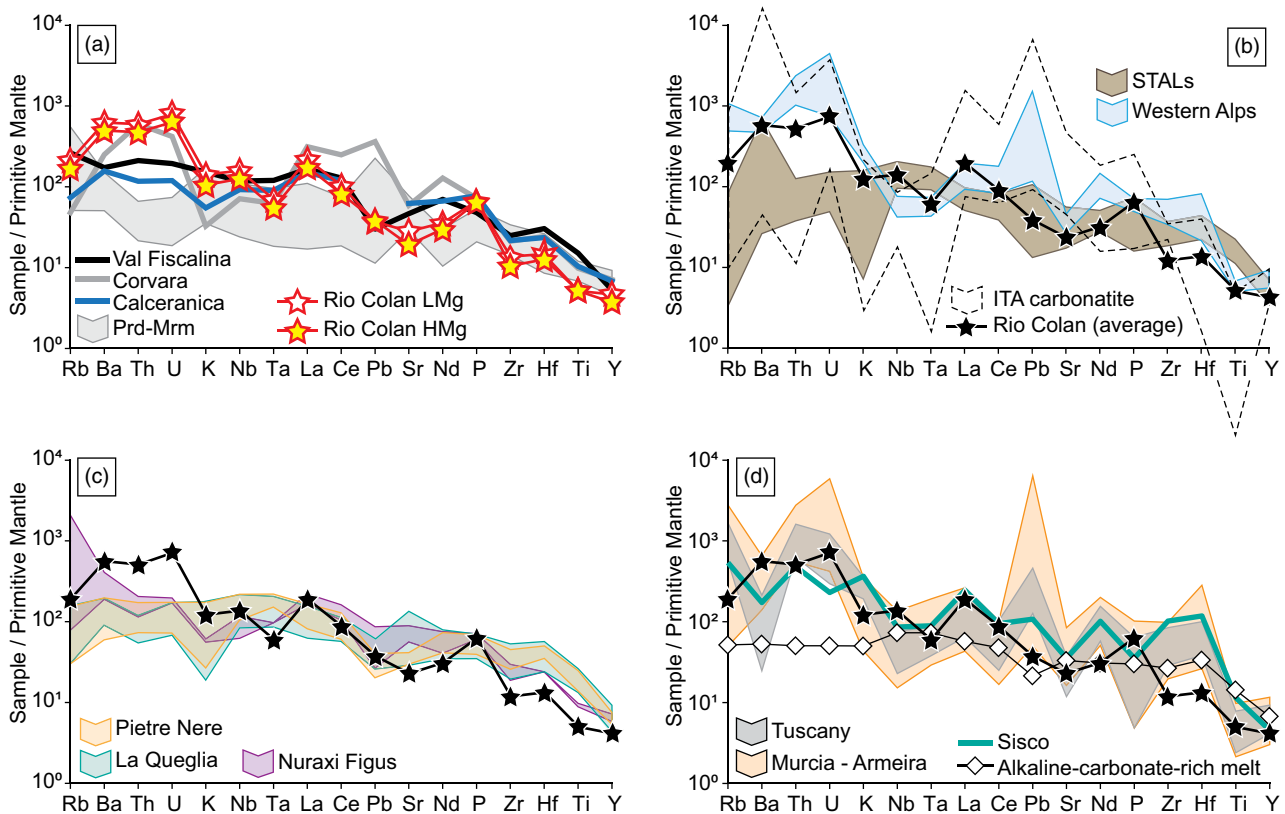 (a)
Sample / Primitive Manlte
10⁴
10³
10²
10¹
10⁰
Val Fiscalina
Corvara
Calceranica
Prd-Mrm
Rio Colan LMg
Rio Colan HMg
Rb Ba Th U K Nb Ta La Ce Pb Sr Nd P Zr Hf Ti Y
(b)
Sample / Primitive Mantle
10⁴
10³
10²
10¹
10⁰
STALs
Western Alps
ITA carbonatite
Rio Colan (average)
Rb Ba Th U K Nb Ta La Ce Pb Sr Nd P Zr Hf Ti Y
(c)
Sample / Primitive Mantle
10⁴
10³
10²
10¹
10⁰
Pietre Nere
La Queglia
Nuraxi Figus
Rb Ba Th U K Nb Ta La Ce Pb Sr Nd P Zr Hf Ti Y
(d)
Sample / Primitive Mantle
10⁴
10³
10²
10¹
10⁰
Tuscany
Murcia - Armeira
Sisco
Alkaline-carbonate-rich melt
Rb Ba Th U K Nb Ta La Ce Pb Sr Nd P Zr Hf Ti Y